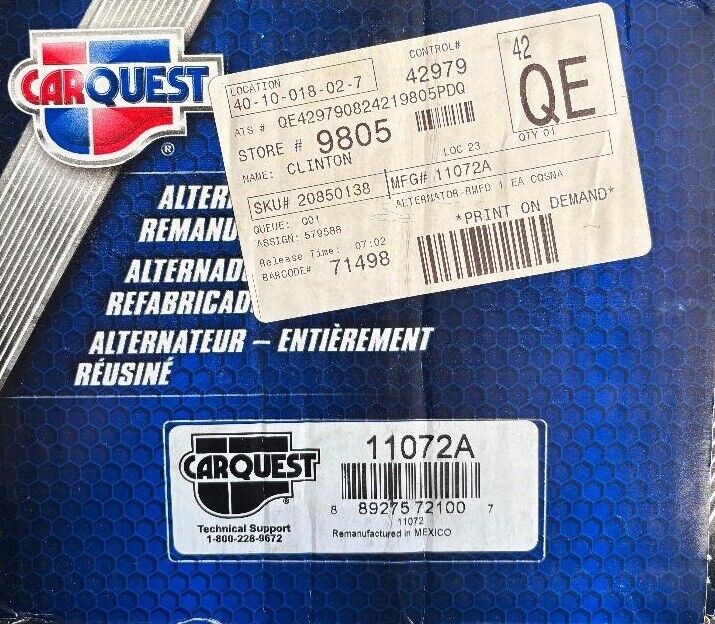 CARQUEST
®
LOCATION
40-10-018-02-7
CONTROL#
42979
42
QE
QTY 01
ATS # QE429790824219805PDQ
STORE # 9805
NAME: CLINTON
LOC 23
SKU# 20850138
MFG# 11072A
ALTERNATOR-RMFD 1 EA CQSNA
QUEUE: Q01
ASSIGN: 579588
*PRINT ON DEMAND*
Release Time: 07:02
BARCODE# 71498
ALTER
REMANU
ALTERNAD
REFABRICAD
ALTERNATEUR – ENTIÈREMENT
RÉUSINÉ
CARQUEST
®
Technical Support
1-800-228-9672
11072A
8 89275 72100 7
11072
Remanufactured in MEXICO